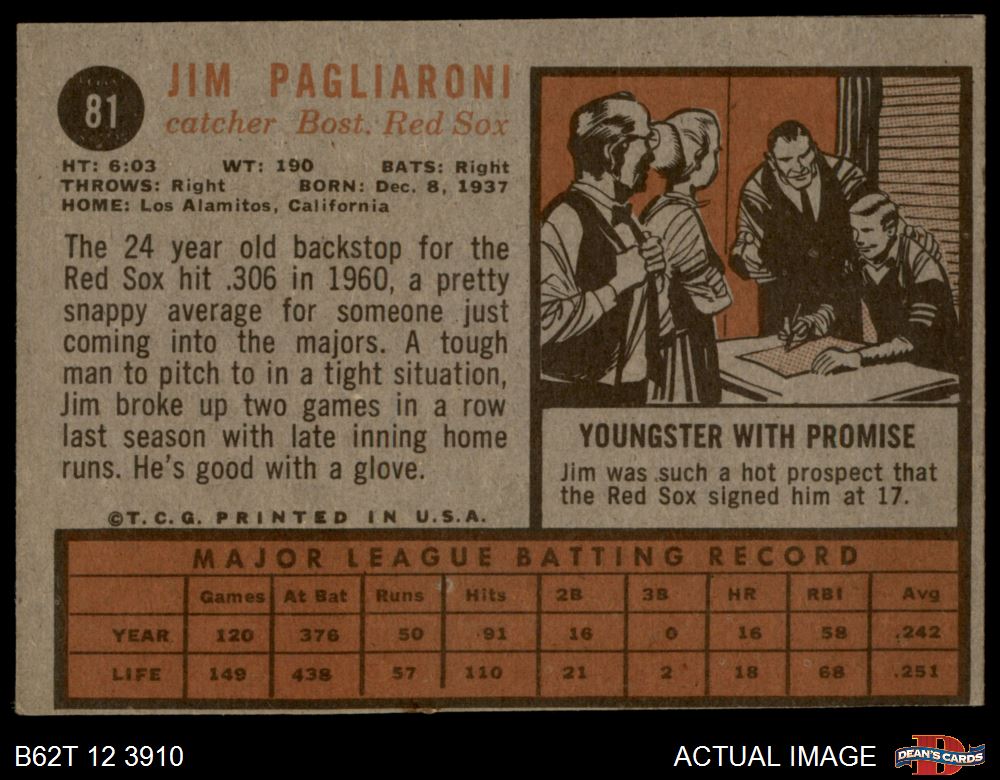 81
JIM PAGLIARONI
catcher Bost. Red Sox
HT: 6:03 WT: 190 BATS: Right
THROWS: Right BORN: Dec. 8, 1937
HOME: Los Alamitos, California
The 24 year old backstop for the
Red Sox hit .306 in 1960, a pretty
snappy average for someone just
coming into the majors. A tough
man to pitch to in a tight situation,
Jim broke up two games in a row
last season with late inning home
runs. He's good with a glove.
©T.C.G. PRINTED IN U.S.A.
YOUNGSTER WITH PROMISE
Jim was such a hot prospect that
the Red Sox signed him at 17.
MAJOR LEAGUE BATTING RECORD
Games At Bat Runs Hits 2B 3B HR RBI Avg
YEAR 120 376 50 91 16 0 16 58 .242
LIFE 149 438 57 110 21 2 18 68 .251
B62T 12 3910
ACTUAL IMAGE
D
DEAN'S CARDS